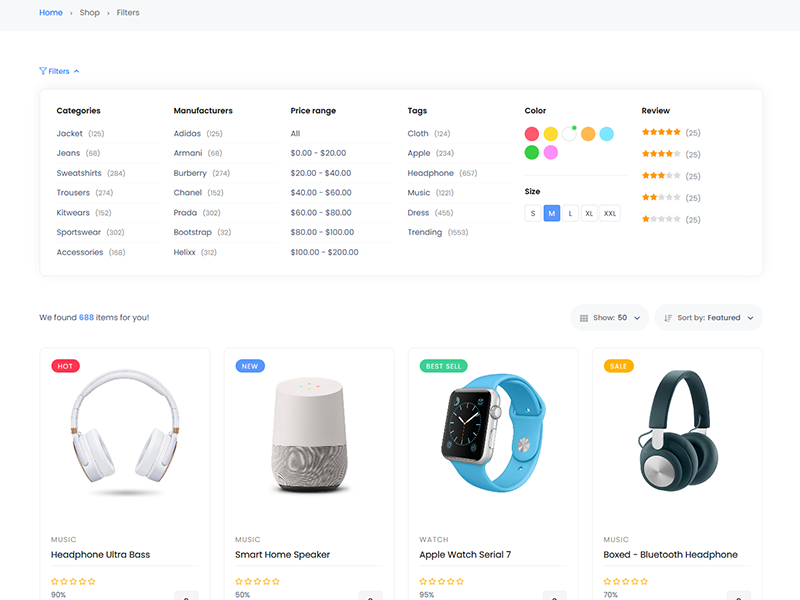 Home › Shop › Filters
Filters
Categories
Jacket (125)
Jeans (68)
Sweatshirts (284)
Trousers (274)
Kitwears (152)
Sportwear (302)
Accessories (168)
Manufacturers
Adidas (125)
Armani (68)
Burberry (274)
Chanel (152)
Prada (302)
Bootstrap (32)
Helixx (312)
Price range
All
$0.00 - $20.00
$20.00 - $40.00
$40.00 - $60.00
$60.00 - $80.00
$80.00 - $100.00
$100.00 - $200.00
Tags
Cloth (124)
Apple (234)
Headphone (657)
Music (1221)
Dress (455)
Trending (1553)
Color
Size
S M L XL XXL
Review
(25)
(25)
(25)
(25)
(25)
We found 688 items for you!
Show: 50
Sort by: Featured
HOT
MUSIC
Headphone Ultra Bass
90%
NEW
MUSIC
Smart Home Speaker
50%
BEST SELL
WATCH
Apple Watch Serial 7
95%
SALE
MUSIC
Boxed - Bluetooth Headphone
70%